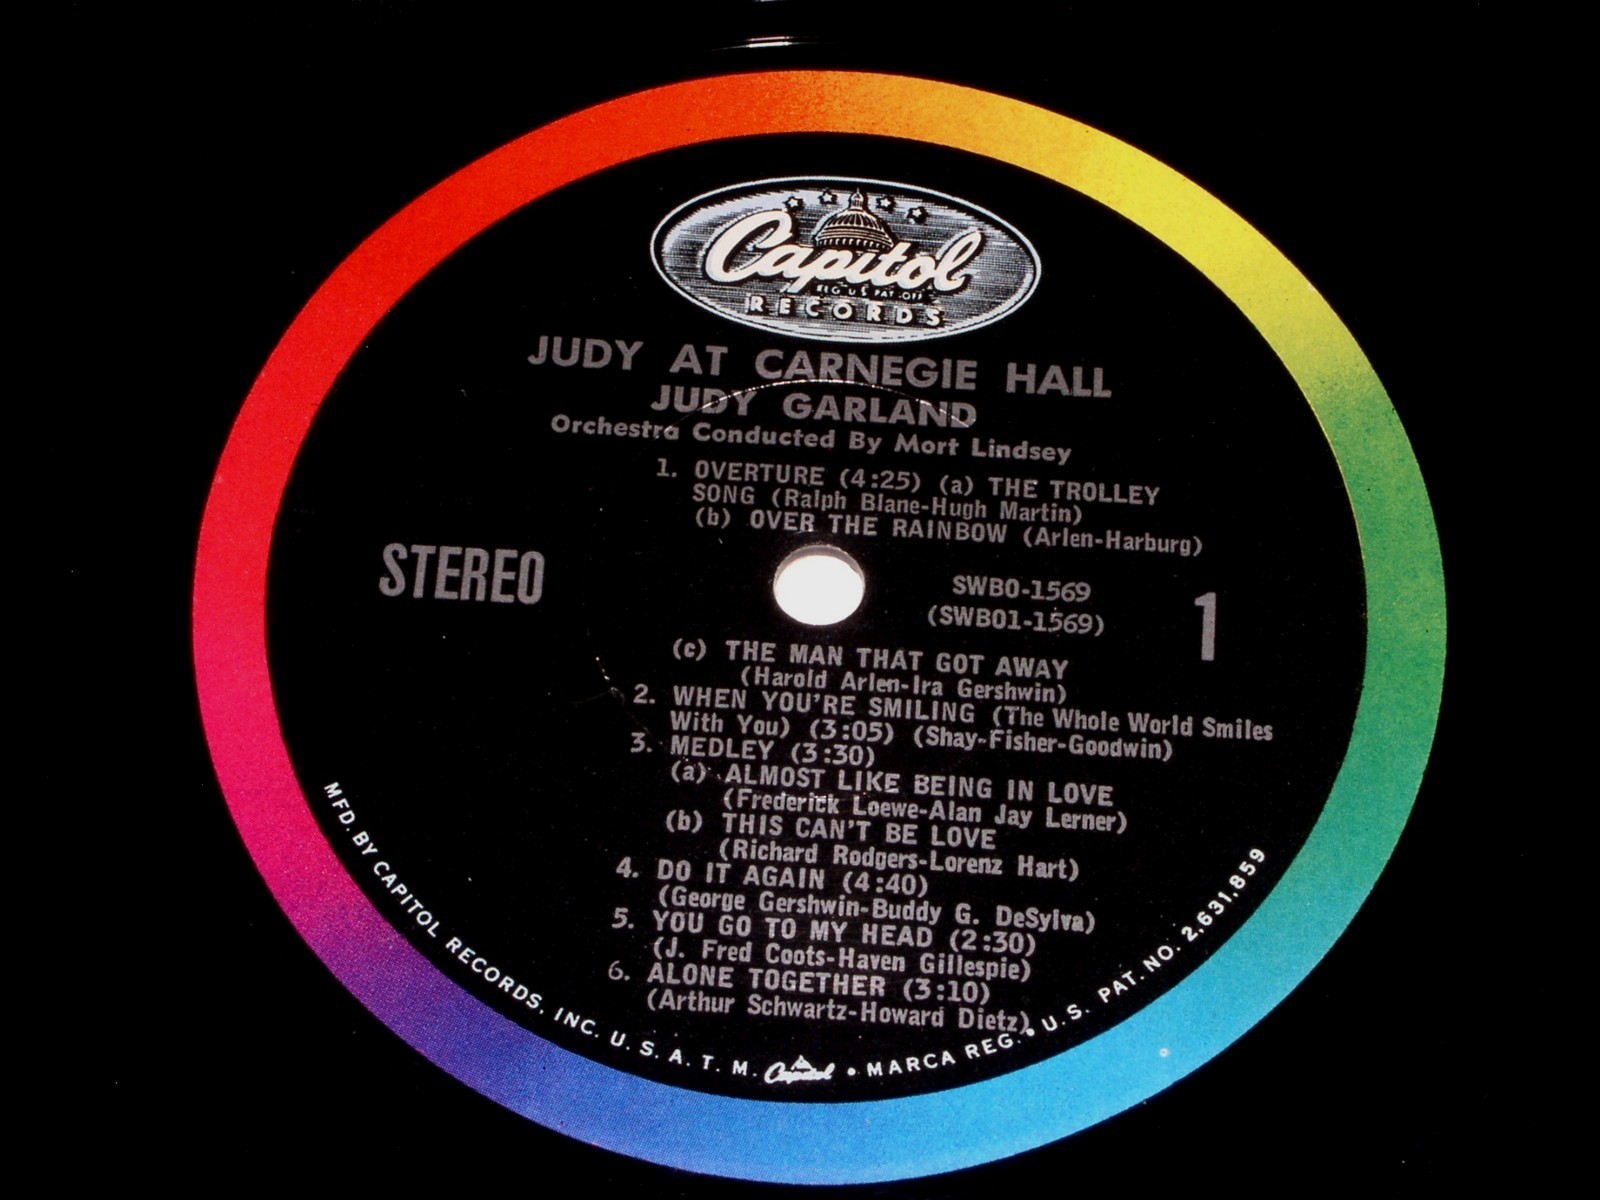 Capitol
REG. U.S. PAT. OFF.
RECORDS
JUDY AT CARNEGIE HALL
JUDY GARLAND
Orchestra Conducted By Mort Lindsey
1. OVERTURE (4:25) (a) THE TROLLEY
SONG (Ralph Blane-Hugh Martin)
(b) OVER THE RAINBOW (Arlen-Harburg)
STEREO
SWBO-1569
(SWBO1-1569)
1
(c) THE MAN THAT GOT AWAY
(Harold Arlen-Ira Gershwin)
2. WHEN YOU'RE SMILING (The Whole World Smiles
With You) (3:05) (Shay-Fisher-Goodwin)
3. MEDLEY (3:30)
(a) ALMOST LIKE BEING IN LOVE
(Frederick Loewe-Alan Jay Lerner)
(b) THIS CAN'T BE LOVE
(Richard Rodgers-Lorenz Hart)
4. DO IT AGAIN (4:40)
(George Gershwin-Buddy G. DeSylva)
5. YOU GO TO MY HEAD (2:30)
(J. Fred Coots-Haven Gillespie)
6. ALONE TOGETHER (3:10)
(Arthur Schwartz-Howard Dietz)
MFD. BY CAPITOL RECORDS, INC. U.S.A. T.M. Capitol • MARCA REG. • U.S. PAT. NO. 2,631,859